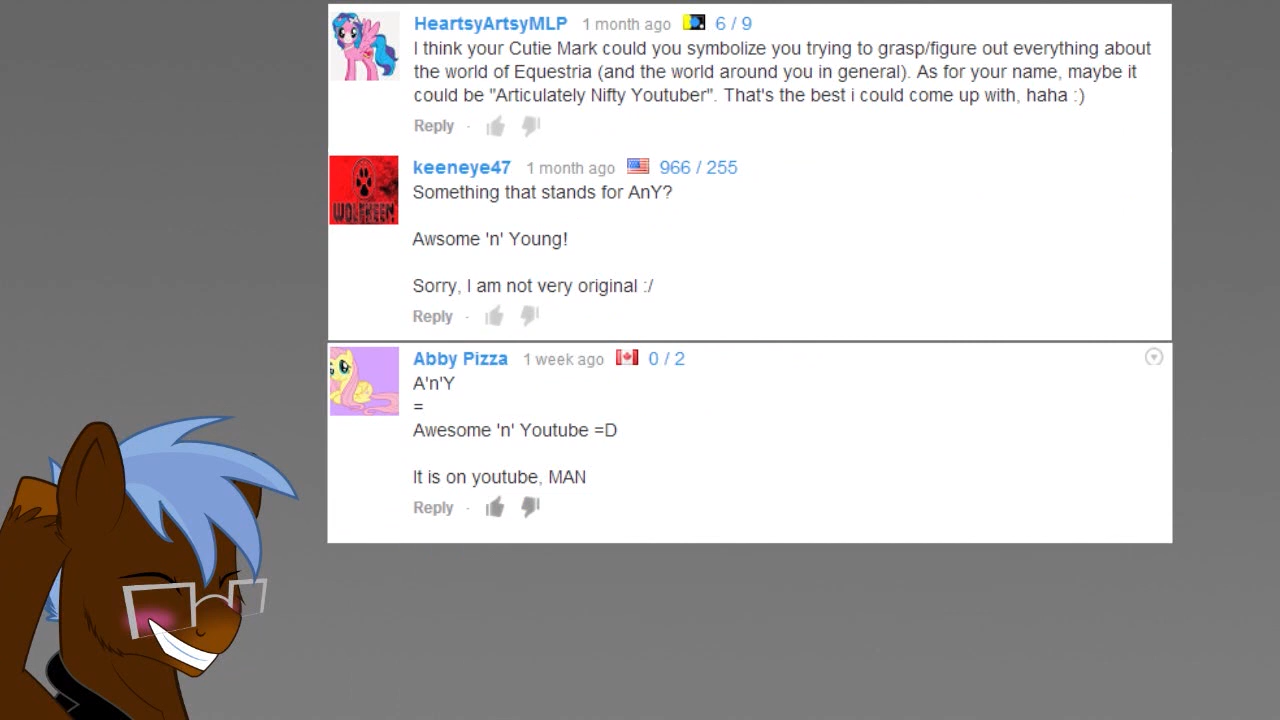 HeartsyArtsyMLP 1 month ago 6 / 9
I think your Cutie Mark could you symbolize you trying to grasp/figure out everything about
the world of Equestria (and the world around you in general). As for your name, maybe it
could be "Articulately Nifty Youtuber". That's the best i could come up with, haha :)
Reply ·
keeneye47 1 month ago 966 / 255
Something that stands for AnY?
WOLFKEEN
Awsome 'n' Young!
Sorry, I am not very original :/
Reply ·
Abby Pizza 1 week ago 0 / 2
A'n'Y
=
Awesome 'n' Youtube =D
It is on youtube, MAN
Reply ·